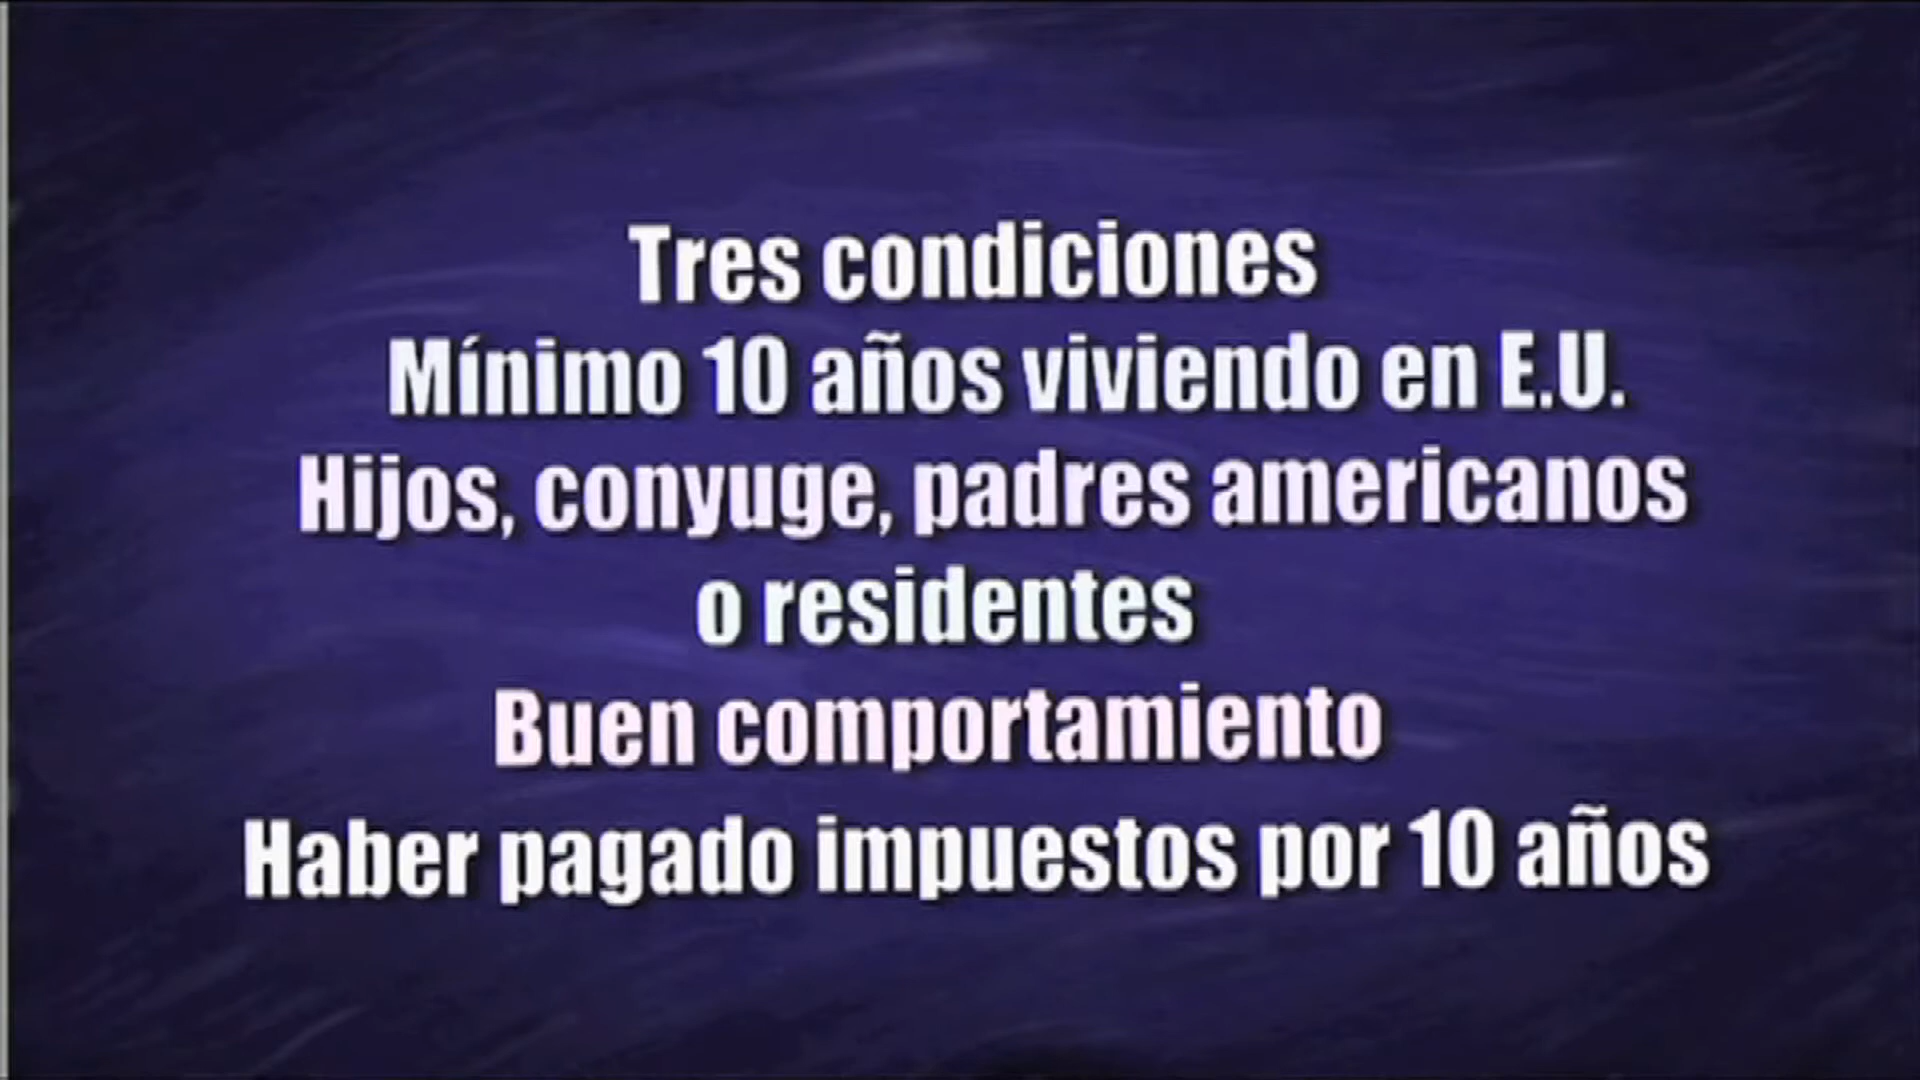 Tres condiciones
Mínimo 10 años viviendo en E.U.
Hijos, conyuge, padres americanos
o residentes
Buen comportamiento
Haber pagado impuestos por 10 años